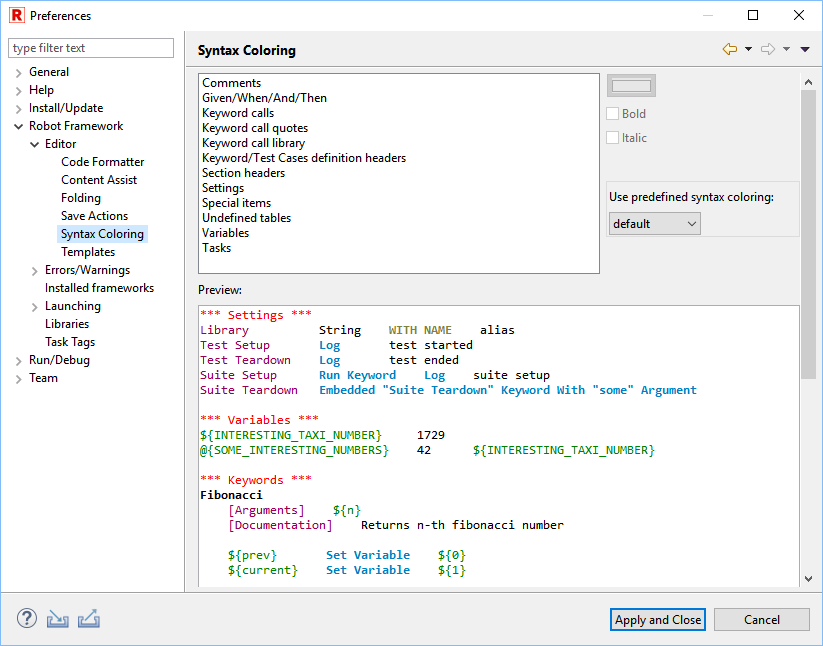 R Preferences
type filter text
General
Help
Install/Update
Robot Framework
Editor
Code Formatter
Content Assist
Folding
Save Actions
Syntax Coloring
Templates
Errors/Warnings
Installed frameworks
Launching
Libraries
Task Tags
Run/Debug
Team
Syntax Coloring
Comments
Given/When/And/Then
Keyword calls
Keyword call quotes
Keyword call library
Keyword/Test Cases definition headers
Section headers
Settings
Special items
Undefined tables
Variables
Tasks
Bold
Italic
Use predefined syntax coloring:
default
Preview:
*** Settings ***
Library          String    WITH NAME    alias
Test Setup       Log       test started
Test Teardown    Log       test ended
Suite Setup      Run Keyword    Log    suite setup
Suite Teardown   Embedded "Suite Teardown" Keyword With "some" Argument
*** Variables ***
${INTERESTING_TAXI_NUMBER}     1729
@{SOME_INTERESTING_NUMBERS}    42      ${INTERESTING_TAXI_NUMBER}
*** Keywords ***
Fibonacci
    [Arguments]    ${n}
    [Documentation]    Returns n-th fibonacci number
    ${prev}       Set Variable    ${0}
    ${current}    Set Variable    ${1}
?
Apply and Close
Cancel